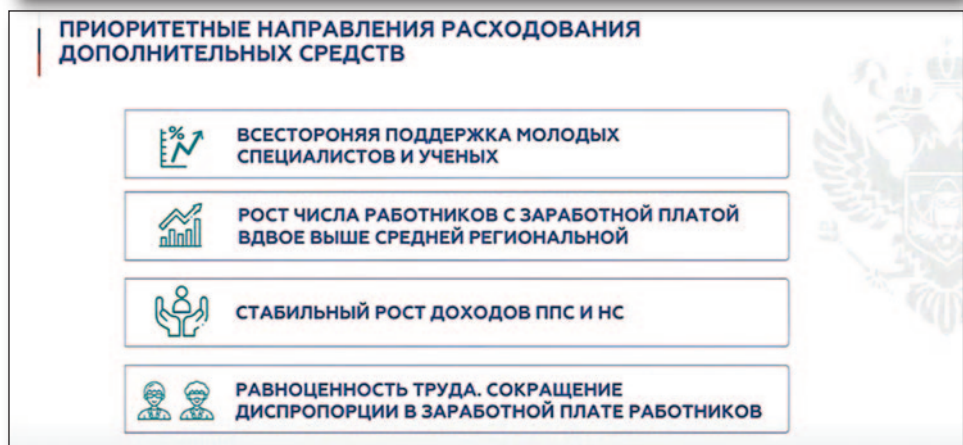 ПРИОРИТЕТНЫЕ НАПРАВЛЕНИЯ РАСХОДОВАНИЯ
ДОПОЛНИТЕЛЬНЫХ СРЕДСТВ
%
ВСЕСТОРОНЯЯ ПОДДЕРЖКА МОЛОДЫХ
СПЕЦИАЛИСТОВ И УЧЕНЫХ
РОСТ ЧИСЛА РАБОТНИКОВ С ЗАРАБОТНОЙ ПЛАТОЙ
ВДВОЕ ВЫШЕ СРЕДНЕЙ РЕГИОНАЛЬНОЙ
СТАБИЛЬНЫЙ РОСТ ДОХОДОВ ППС И НС
РАВНОЦЕННОСТЬ ТРУДА. СОКРАЩЕНИЕ
ДИСПРОПОРЦИИ В ЗАРАБОТНОЙ ПЛАТЕ РАБОТНИКОВ